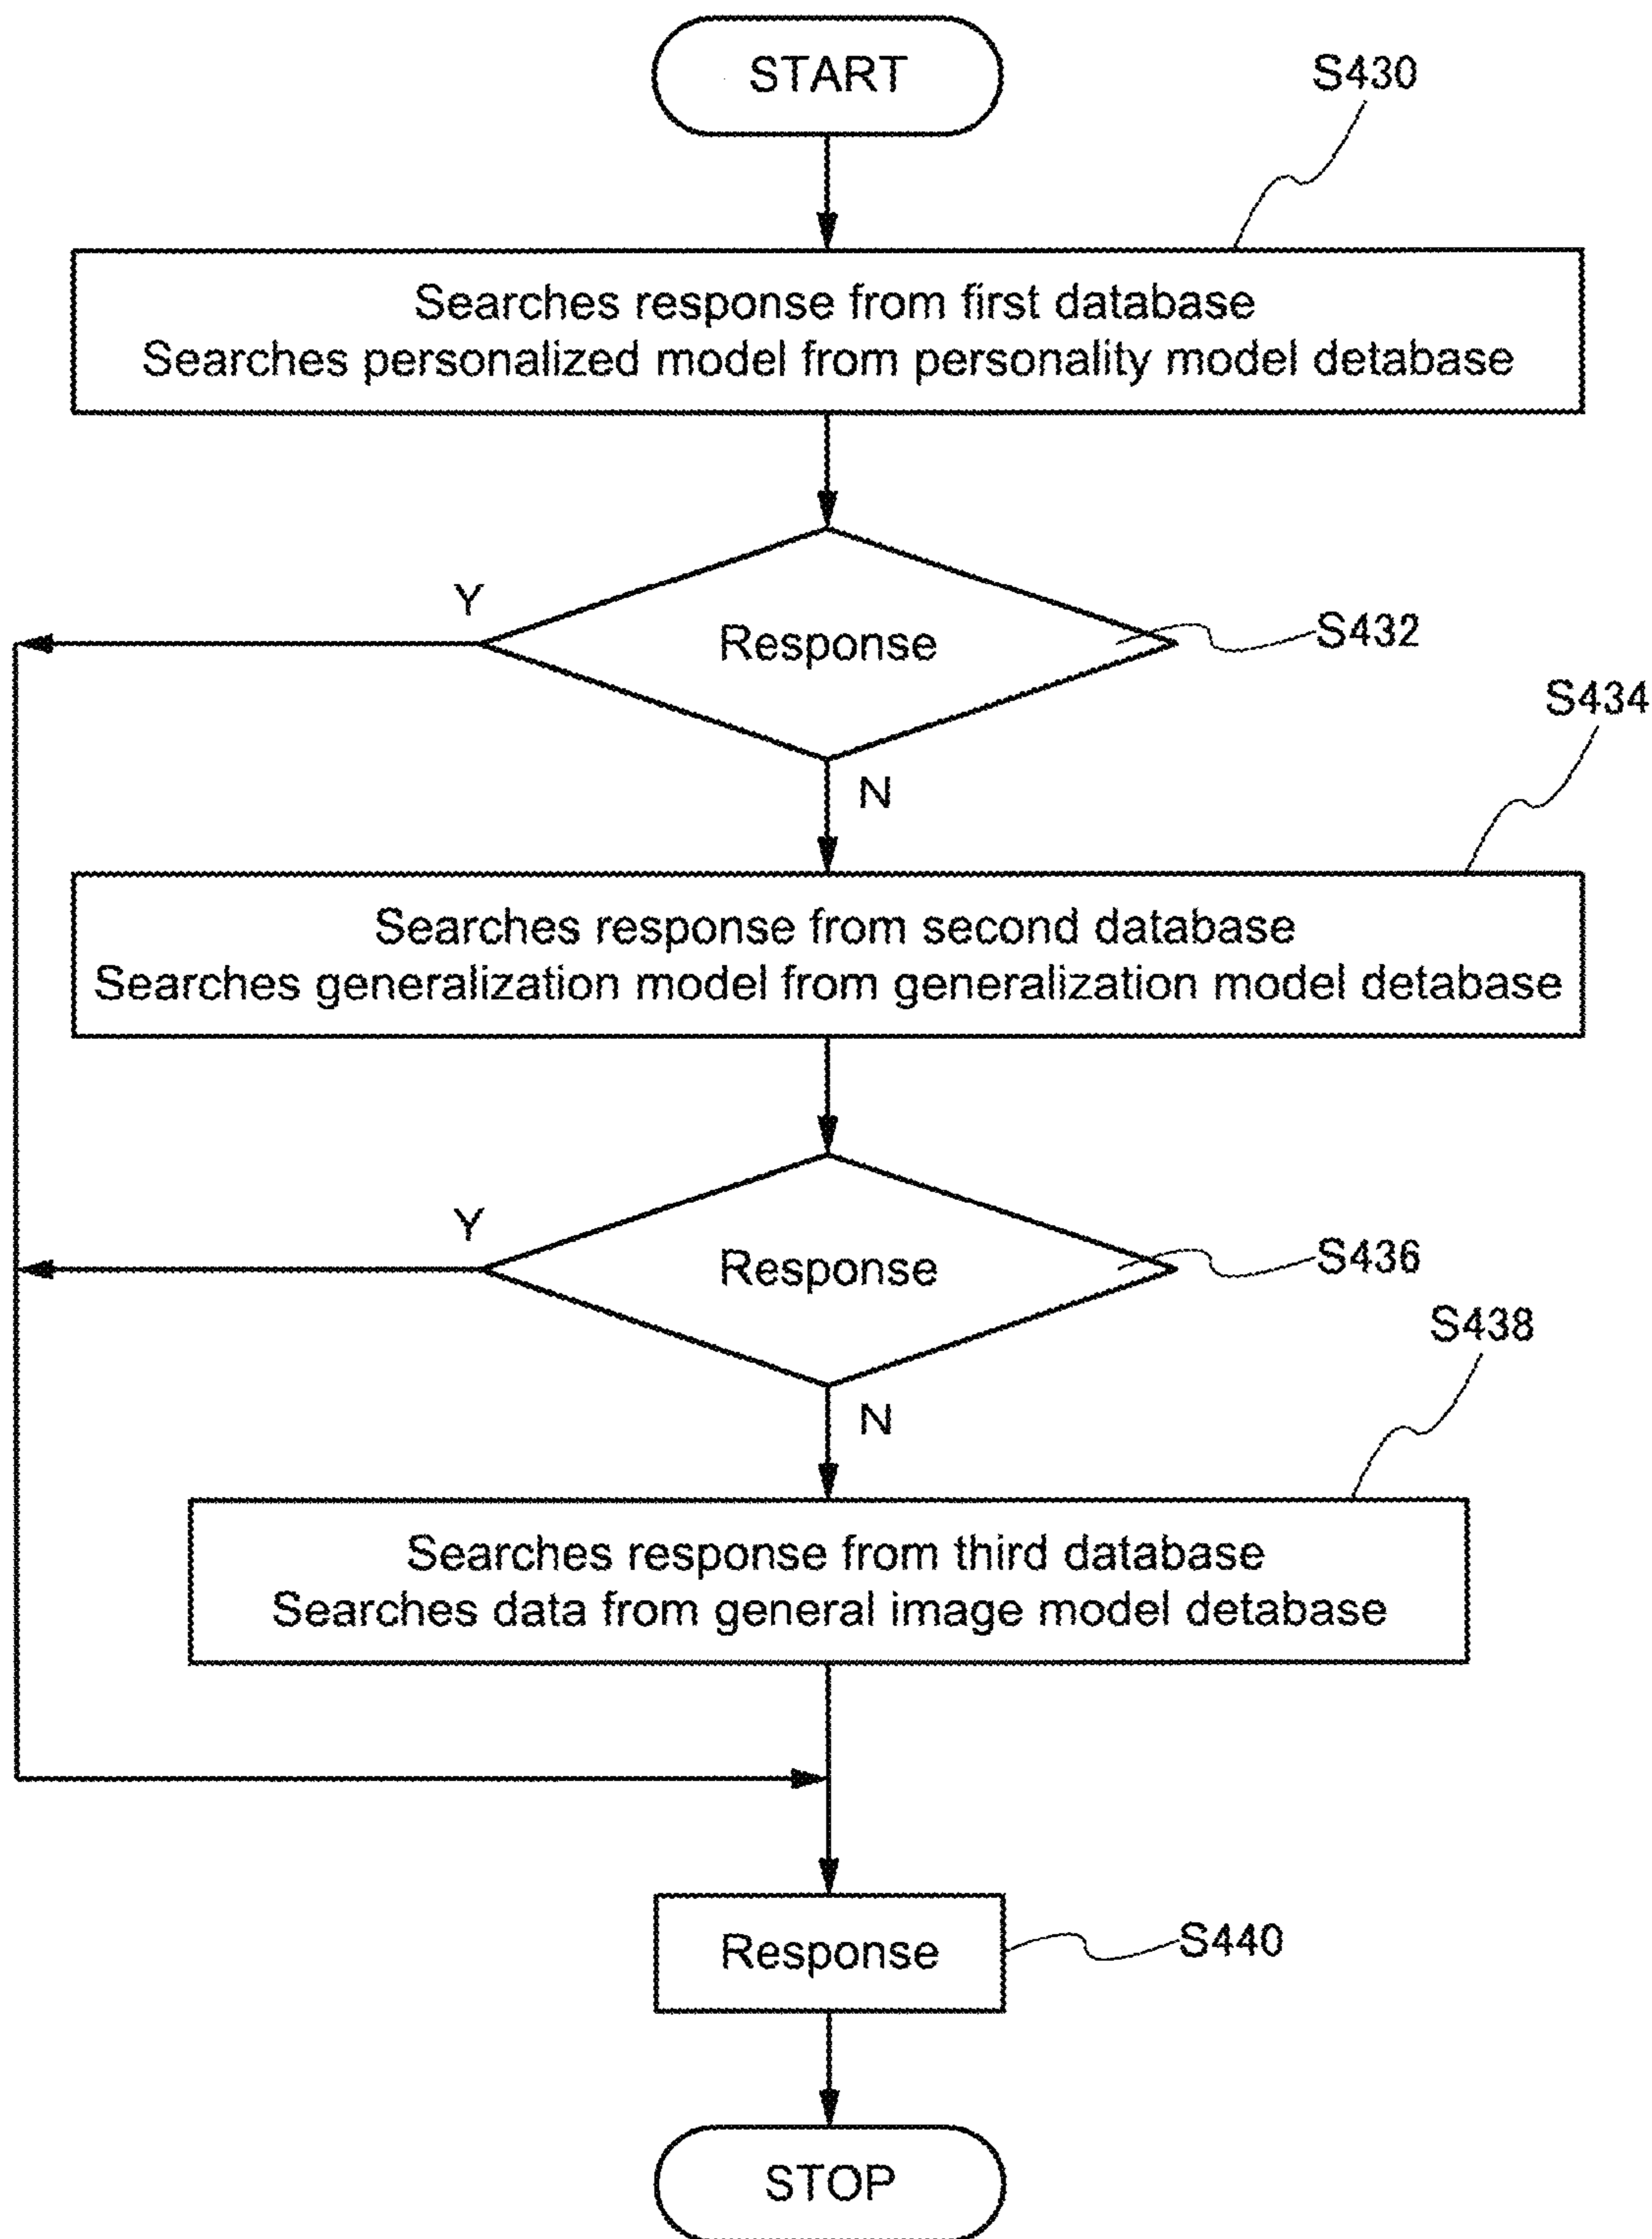 START
S430
Searches response from first database
Searches personalized model from personality model detabase
Y
Response
S432
N
S434
Searches response from second database
Searches generalization model from generalization model detabase
Y
Response
S436
N
S438
Searches response from third database
Searches data from general image model detabase
Response
S440
STOP